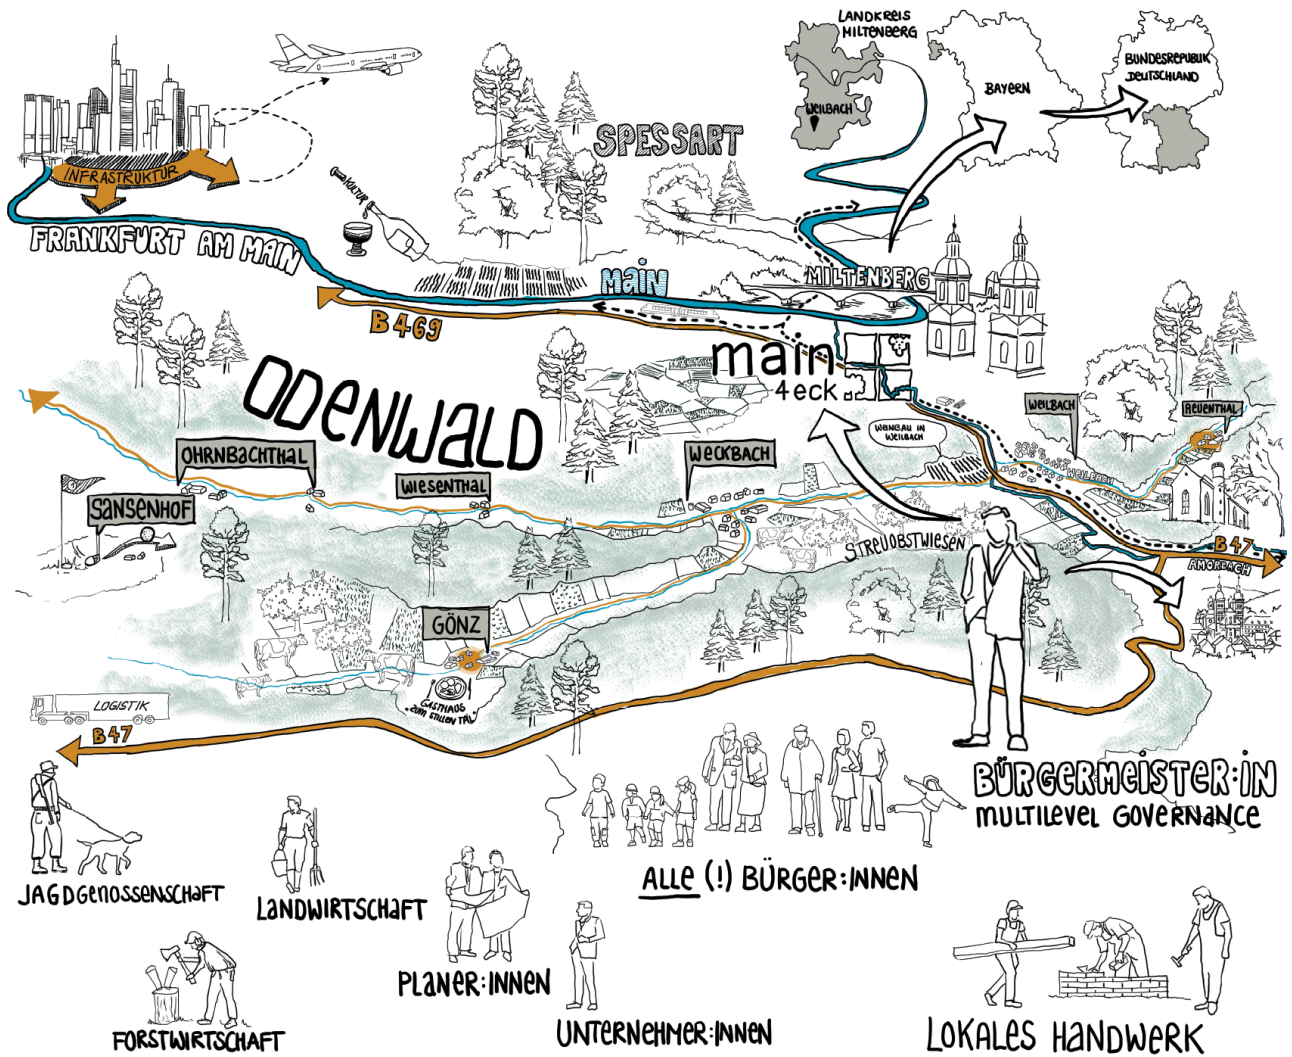 LANDKREIS
MILTENBERG
WEILBACH
BAYERN
BUNDESREPUBLIK
DEUTSCHLAND
SPESSART
INFRASTRUKTUR
KULTUR
FRANKFURT AM MAIN
MAIN
MILTENBERG
B 469
main
4eck
ODENWALD
WEINBAU IN
WEILBACH
WEILBACH
REUENTHAL
WEILBACH
OHRNBACHTHAL
WIESENTHAL
WECKBACH
SANSENHOF
STREUOBSTWIESEN
B 47
AMORBACH
GÖNZ
GASTHAUS
"ZUM STILLEN TAL"
LOGISTIK
B 47
BÜRGERMEISTER:IN
MULTILEVEL GOVERNANCE
JAGDGENOSSENSCHAFT
LANDWIRTSCHAFT
ALLE (!) BÜRGER:INNEN
PLANER:INNEN
FORSTWIRTSCHAFT
UNTERNEHMER:INNEN
LOKALES HANDWERK